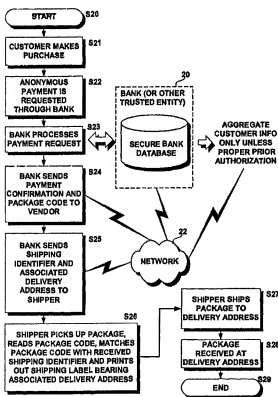 START
S20
CUSTOMER MAKES
PURCHASE
S21
ANONYMOUS
PAYMENT IS
REQUESTED
THROUGH BANK
S22
BANK PROCESSES
PAYMENT REQUEST
S23
20
BANK (OR OTHER
TRUSTED ENTITY)
SECURE BANK
DATABASE
AGGREGATE
CUSTOMER INFO
ONLY UNLESS
PROPER PRIOR
AUTHORIZATION
BANK SENDS
PAYMENT
CONFIRMATION AND
PACKAGE CODE TO
VENDOR
S24
BANK SENDS
SHIPPING
IDENTIFIER AND
ASSOCIATED
DELIVERY
ADDRESS TO
SHIPPER
S25
22
NETWORK
SHIPPER PICKS UP PACKAGE,
READS PACKAGE CODE, MATCHES
PACKAGE CODE WITH RECEIVED
SHIPPING IDENTIFIER AND PRINTS
OUT SHIPPING LABEL BEARING
ASSOCIATED DELIVERY ADDRESS
S26
SHIPPER SHIPS
PACKAGE TO
DELIVERY ADDRESS
S27
PACKAGE
RECEIVED AT
DELIVERY ADDRESS
S28
END
S29